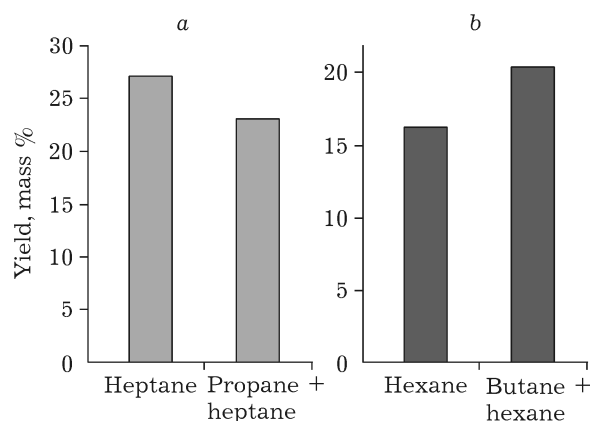 a
b
Yield, mass %
30
25
20
15
10
5
0
Heptane
Propane +
heptane
20
15
10
5
0
Hexane
Butane +
hexane